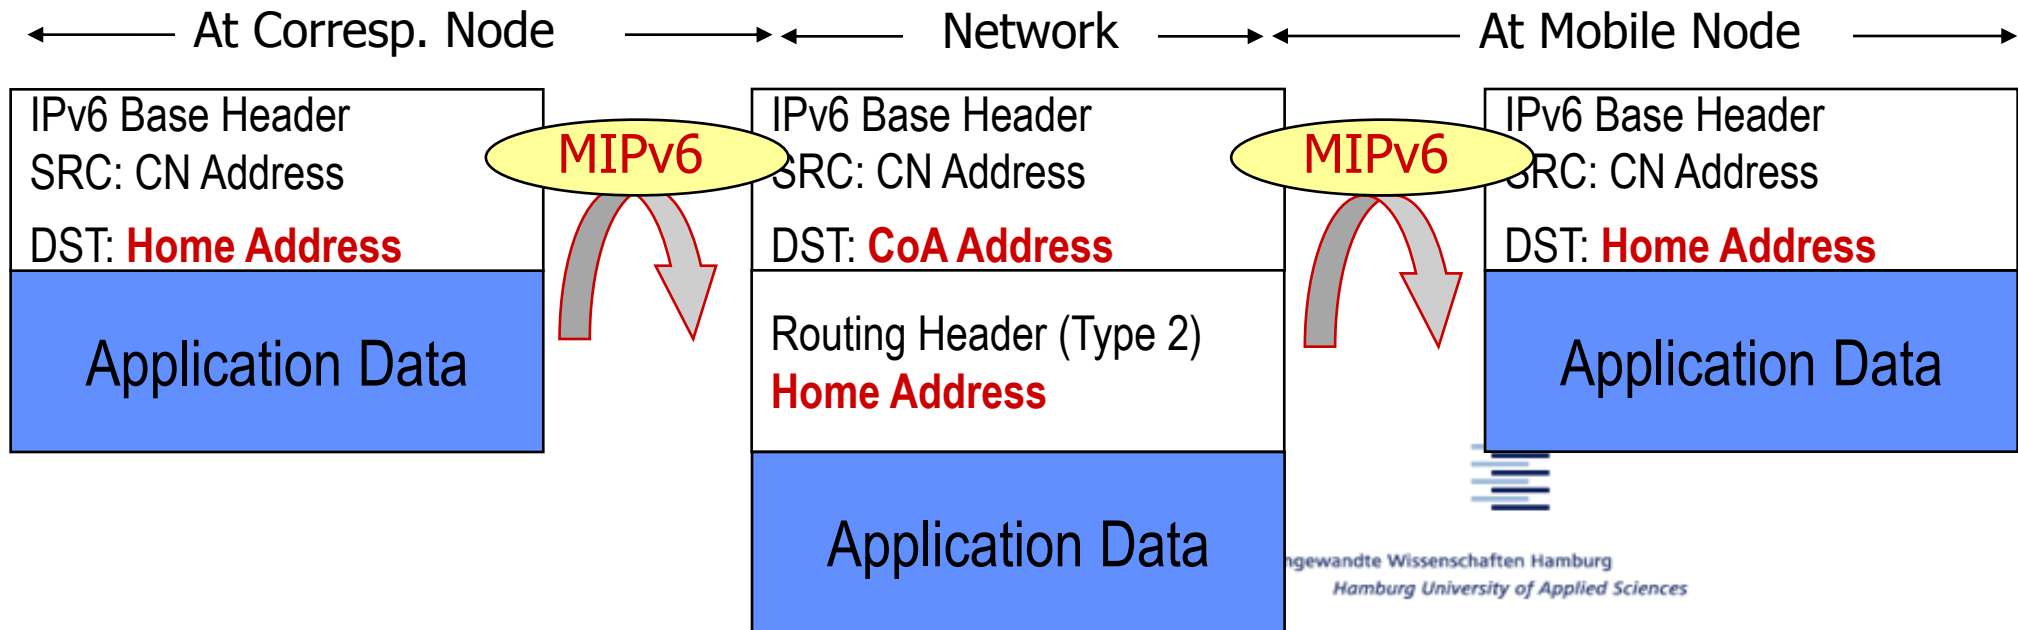 At Corresp. Node
Network
At Mobile Node
IPv6 Base Header
SRC: CN Address
DST: Home Address
Application Data
MIPv6
IPv6 Base Header
SRC: CN Address
DST: CoA Address
Routing Header (Type 2)
Home Address
Application Data
MIPv6
IPv6 Base Header
SRC: CN Address
DST: Home Address
Application Data
Wissenschaften Hamburg
Hamburg University of Applied Sciences